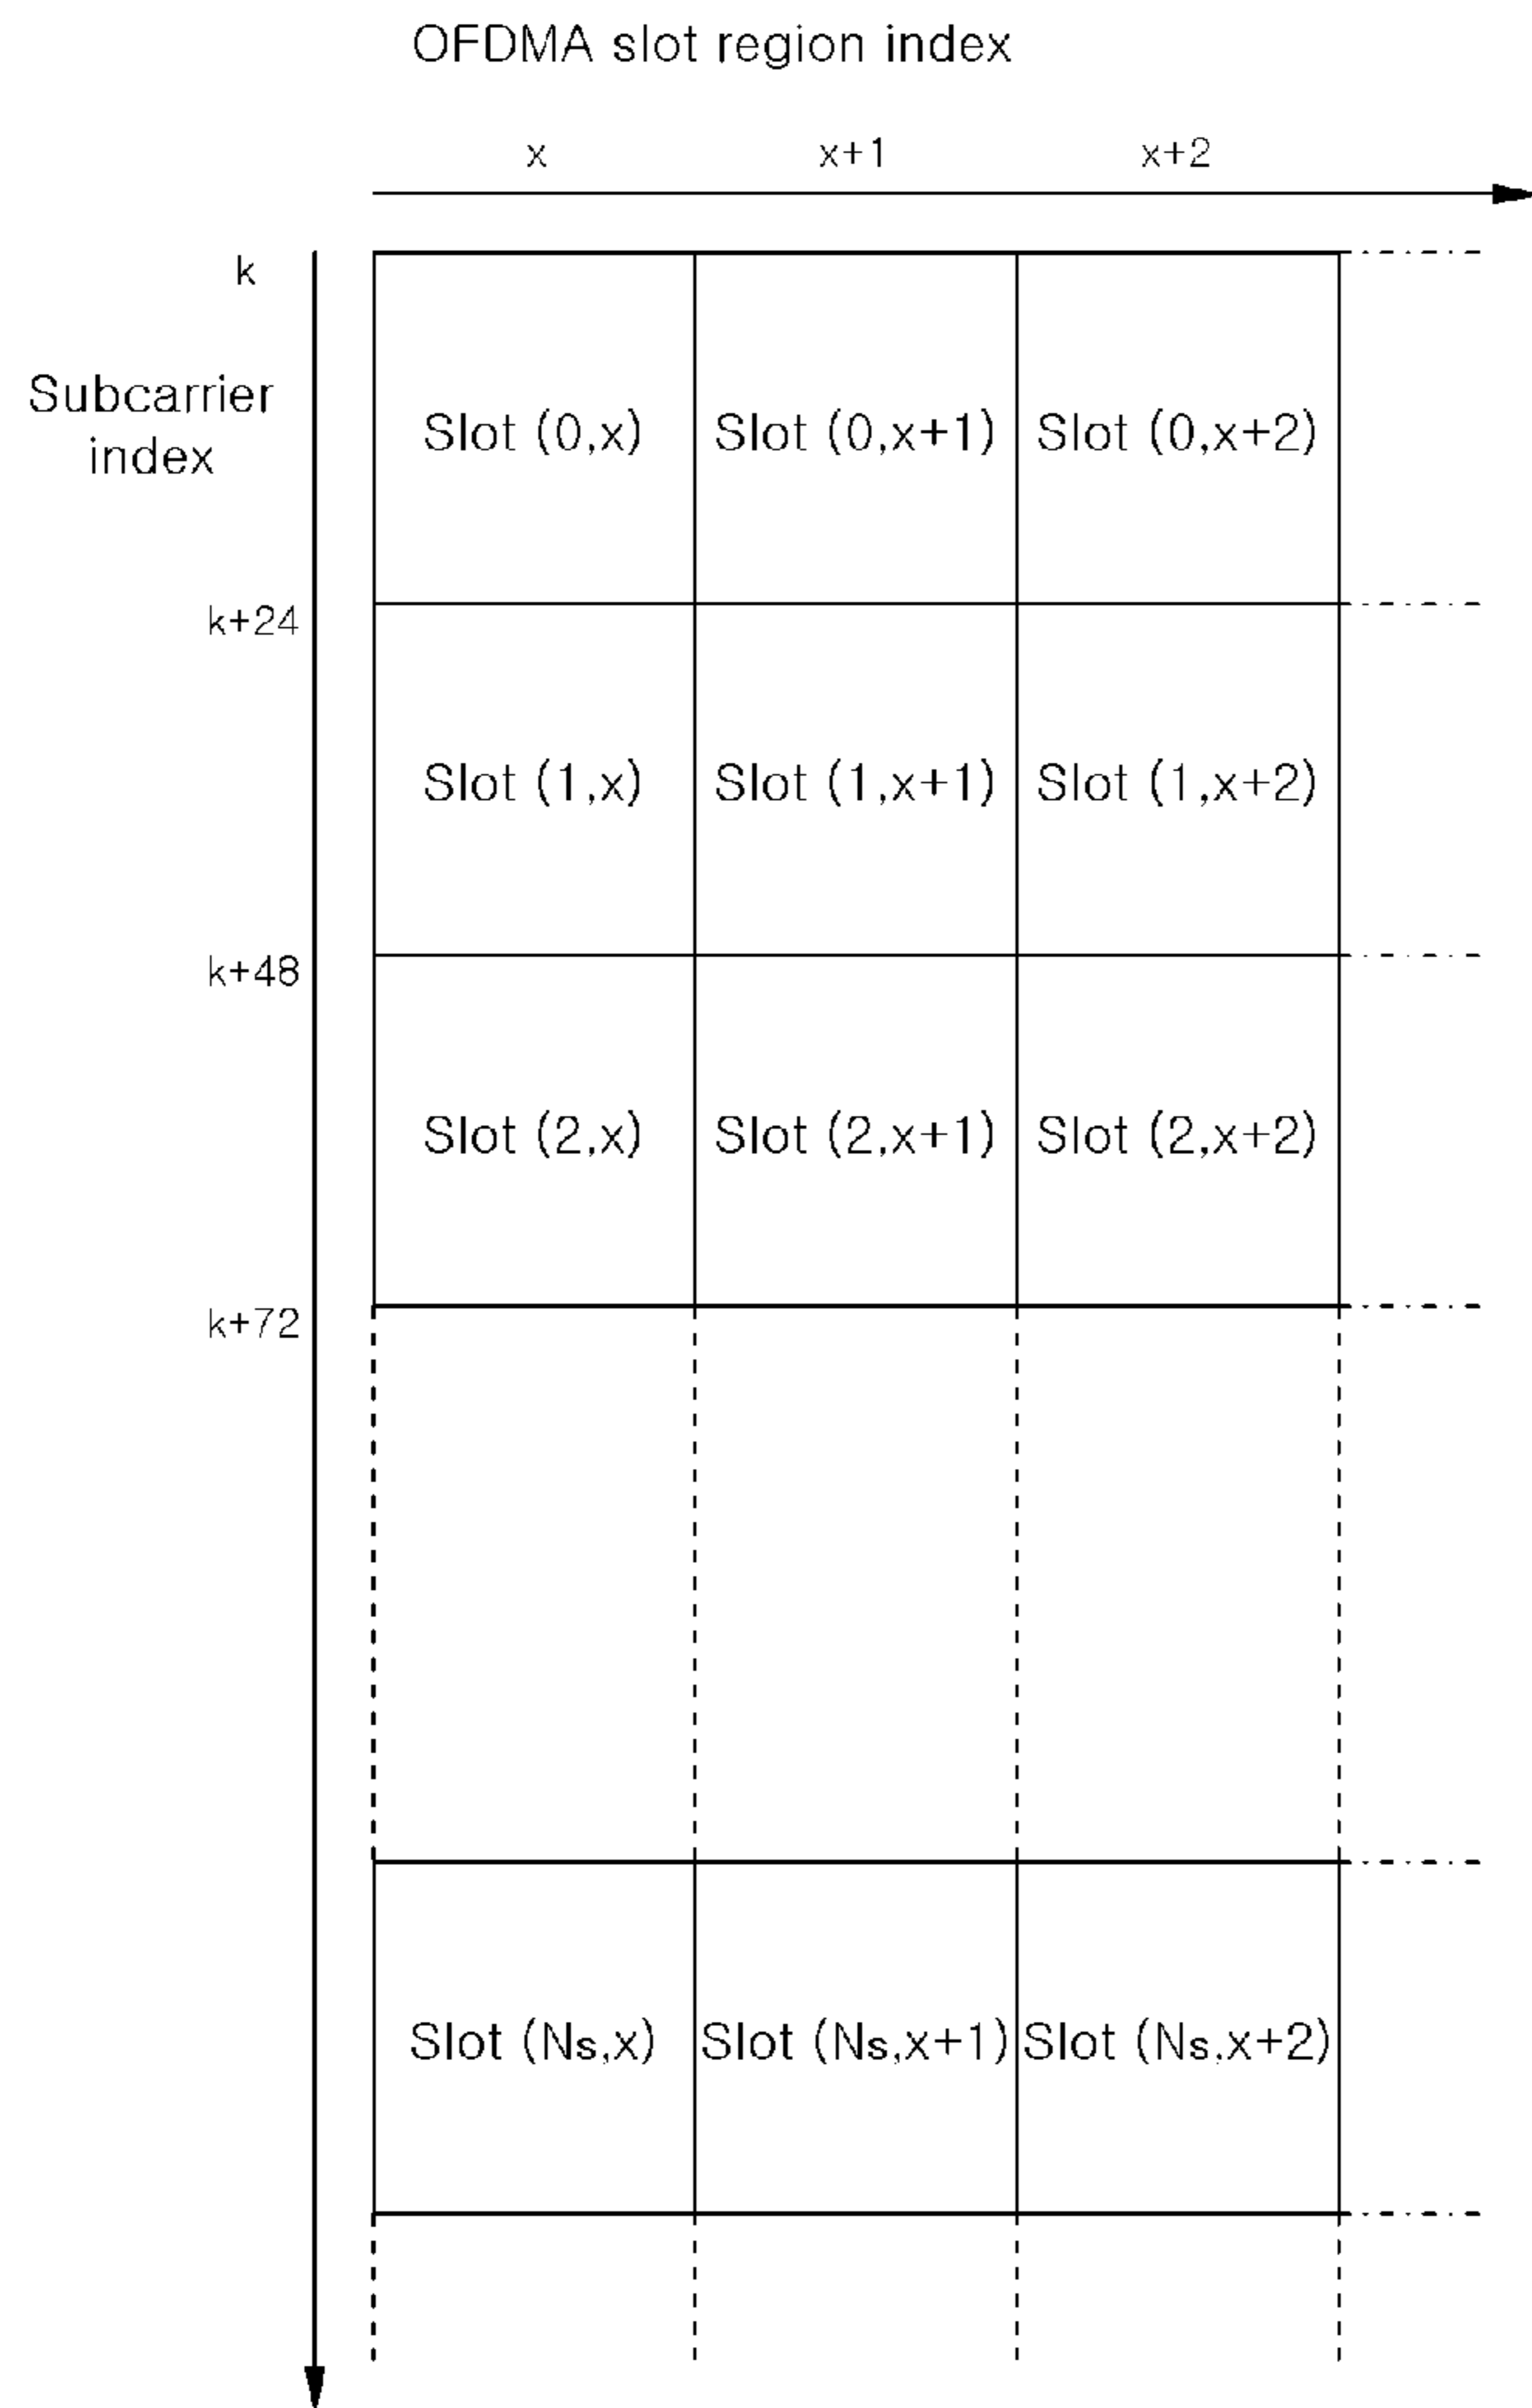 OFDMA slot region index
x x+1 x+2
k
Subcarrier
index
Slot (0,x) Slot (0,x+1) Slot (0,x+2)
k+24
Slot (1,x) Slot (1,x+1) Slot (1,x+2)
k+48
Slot (2,x) Slot (2,x+1) Slot (2,x+2)
k+72
Slot (Ns,x) Slot (Ns,x+1) Slot (Ns,x+2)